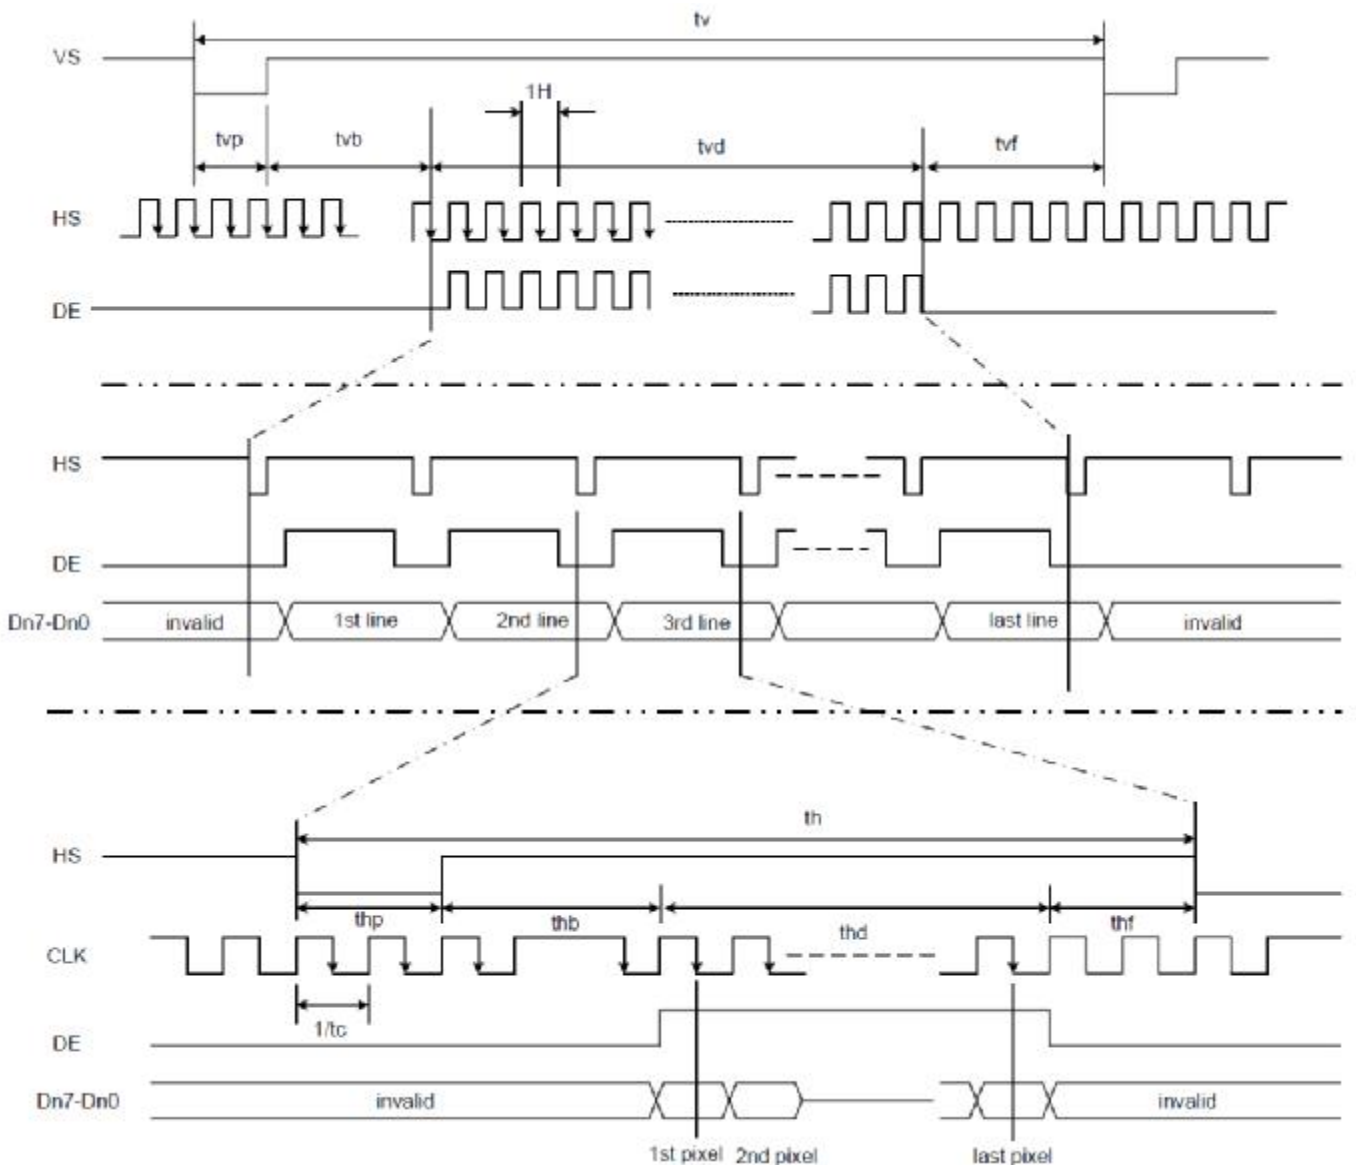 tv
VS
1H
tvp
tvb
tvd
tvf
HS
DE
HS
DE
Dn7-Dn0
invalid
1st line
2nd line
3rd line
last line
invalid
th
HS
thp
thb
thd
thf
CLK
1/tc
DE
Dn7-Dn0
invalid
invalid
1st pixel
2nd pixel
last pixel